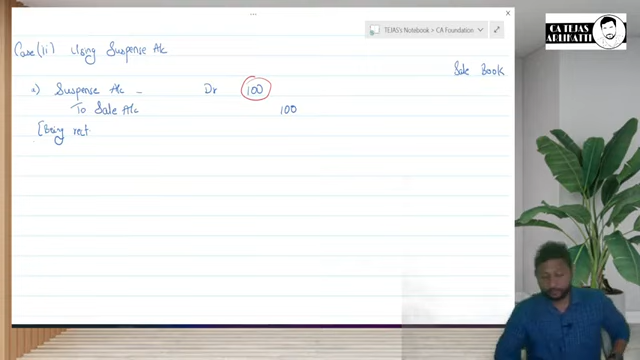 TEJAS's Notebook > CA Foundation
CA TEJAS
ARUKATTI
Case (ii) Using Suspense A/c
Sale Book
a) Suspense A/c - Dr 100
To Sale A/c 100
[Being rect